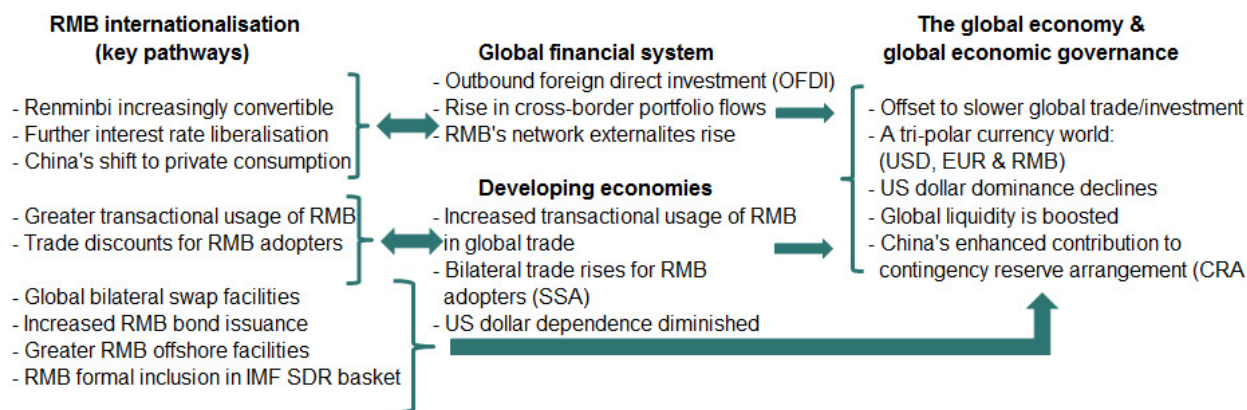 RMB internationalisation
(key pathways)
- Renminbi increasingly convertible
- Further interest rate liberalisation
- China's shift to private consumption
- Greater transactional usage of RMB
- Trade discounts for RMB adopters
- Global bilateral swap facilities
- Increased RMB bond issuance
- Greater RMB offshore facilities
- RMB formal inclusion in IMF SDR basket
Global financial system
- Outbound foreign direct investment (OFDI)
- Rise in cross-border portfolio flows
- RMB's network externalites rise
Developing economies
- Increased transactional usage of RMB
in global trade
- Bilateral trade rises for RMB
adopters (SSA)
- US dollar dependence diminished
The global economy &
global economic governance
- Offset to slower global trade/investment
- A tri-polar currency world:
(USD, EUR & RMB)
- US dollar dominance declines
- Global liquidity is boosted
- China's enhanced contribution to
contingency reserve arrangement (CRA